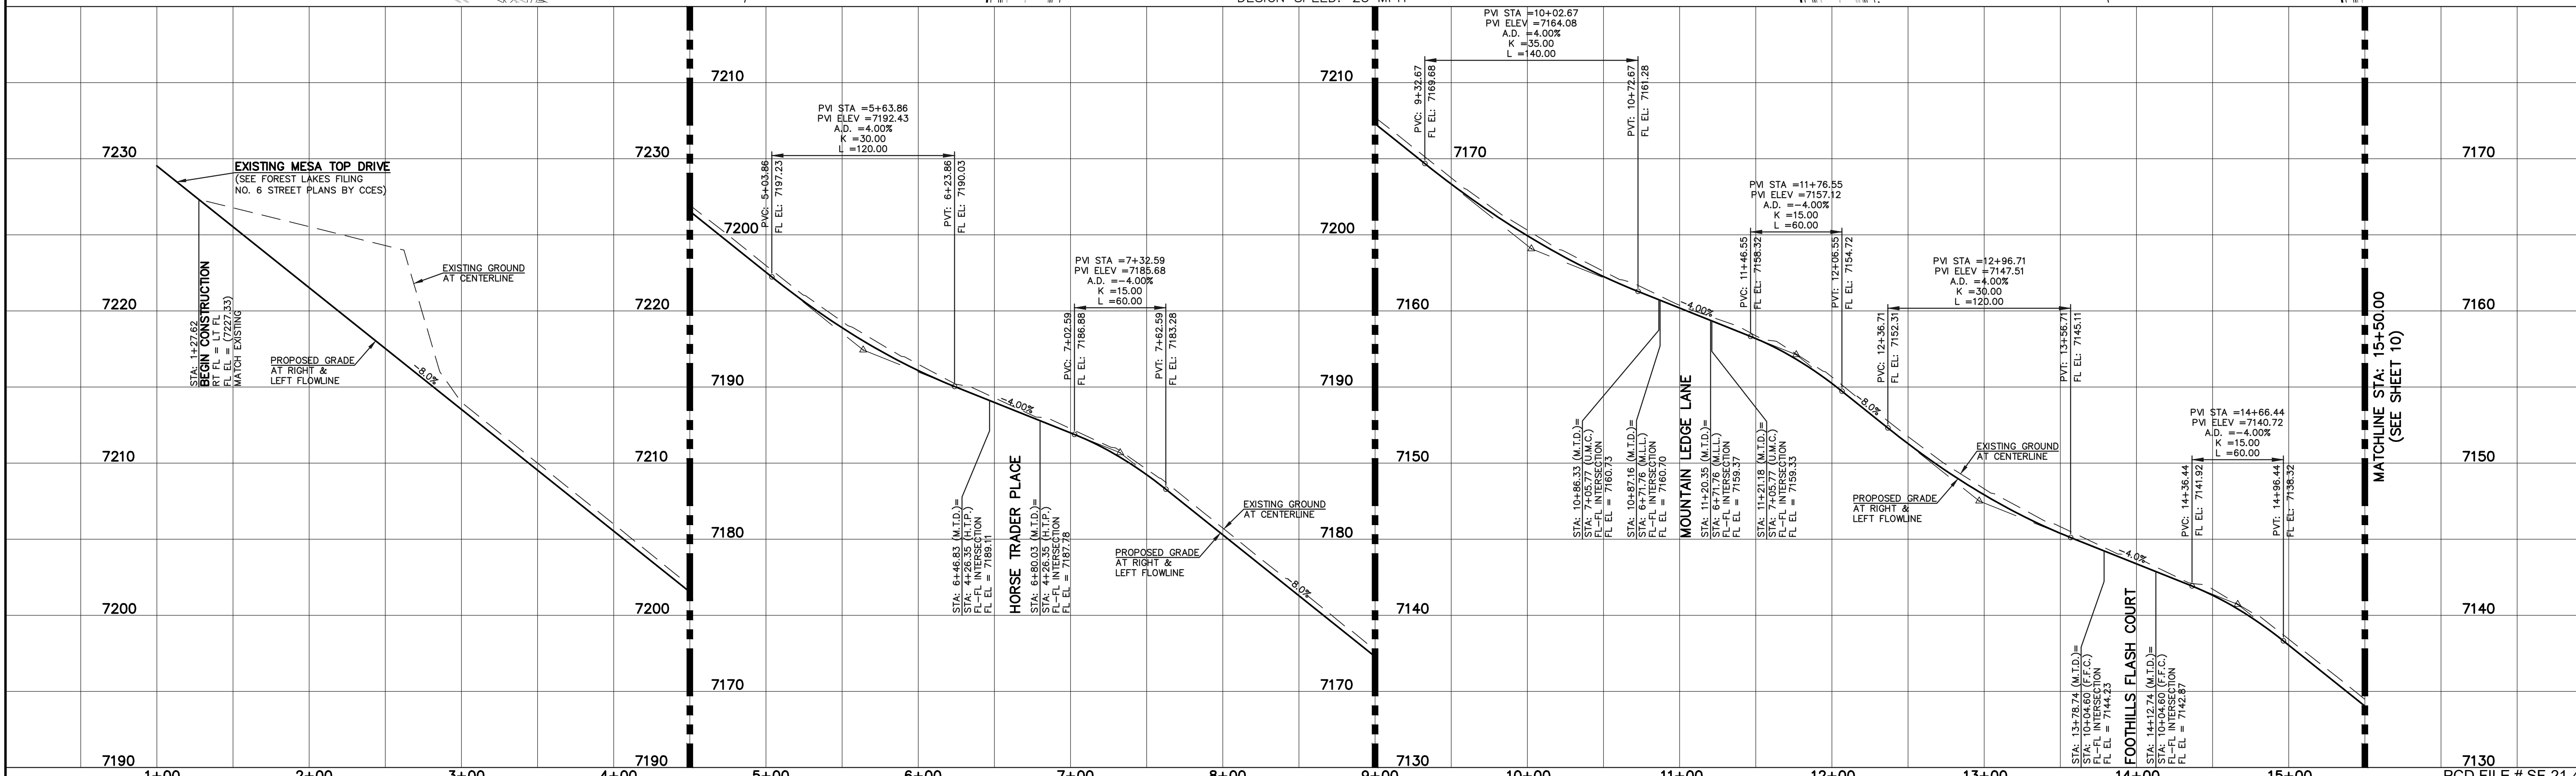 DESIGN SPEED: 25 MPH
7230
7220
7210
7200
7190
EXISTING MESA TOP DRIVE
(SEE FOREST LAKES FILING
NO. 6 STREET PLANS BY CCES)
STA: 1+27.62
BEGIN CONSTRUCTION
RT FL = LT FL
FL EL = (7227.33)
MATCH EXISTING
EXISTING GROUND
AT CENTERLINE
PROPOSED GRADE
AT RIGHT &
LEFT FLOWLINE
-8.0%
7230
7220
7210
7200
7190
7210
7200
7190
7180
7170
PVI STA =5+63.86
PVI ELEV =7192.43
A.D. =4.00%
K =30.00
L =120.00
PVC: 5+03.86
FL EL: 7197.23
PVT: 6+23.86
FL EL: 7190.03
-4.00%
STA: 6+46.83 (M.T.D.)=
STA: 4+26.35 (H.T.P.)
FL-FL INTERSECTION
FL EL = 7189.11
HORSE TRADER PLACE
STA: 6+80.03 (M.T.D.)=
STA: 4+26.35 (H.T.P.)
FL-FL INTERSECTION
FL EL = 7187.78
PVI STA =7+32.59
PVI ELEV =7185.68
A.D. =-4.00%
K =15.00
L =60.00
PVC: 7+02.59
FL EL: 7186.88
PVT: 7+62.59
FL EL: 7183.28
EXISTING GROUND
AT CENTERLINE
PROPOSED GRADE
AT RIGHT &
LEFT FLOWLINE
-8.0%
7210
7200
7190
7180
7170
7170
7160
7150
7140
7130
PVI STA =10+02.67
PVI ELEV =7164.08
A.D. =4.00%
K =35.00
L =140.00
PVC: 9+32.67
FL EL: 7169.68
PVT: 10+72.67
FL EL: 7161.28
-4.00%
STA: 10+86.33 (M.T.D.)=
STA: 7+05.77 (U.M.C.)
FL-FL INTERSECTION
FL EL = 7160.73
STA: 10+87.16 (M.T.D.)=
STA: 6+71.76 (M.L.L.)
FL-FL INTERSECTION
FL EL = 7160.70
MOUNTAIN LEDGE LANE
STA: 11+20.35 (M.T.D.)=
STA: 6+71.76 (M.L.L.)
FL-FL INTERSECTION
FL EL = 7159.37
STA: 11+21.18 (M.T.D.)=
STA: 7+05.77 (U.M.C.)
FL-FL INTERSECTION
FL EL = 7159.33
PVI STA =11+76.55
PVI ELEV =7157.12
A.D. =-4.00%
K =15.00
L =60.00
PVC: 11+46.55
FL EL: 7158.32
PVT: 12+06.55
FL EL: 7154.72
-8.0%
PVI STA =12+96.71
PVI ELEV =7147.51
A.D. =4.00%
K =30.00
L =120.00
PVC: 12+36.71
FL EL: 7152.31
PVT: 13+56.71
FL EL: 7145.11
EXISTING GROUND
AT CENTERLINE
PROPOSED GRADE
AT RIGHT &
LEFT FLOWLINE
-4.0%
STA: 13+78.74 (M.T.D.)=
STA: 10+04.60 (F.F.C.)
FL-FL INTERSECTION
FL EL = 7144.23
FOOTHILLS FLASH COURT
STA: 14+12.74 (M.T.D.)=
STA: 10+04.60 (F.F.C.)
FL-FL INTERSECTION
FL EL = 7142.87
PVI STA =14+66.44
PVI ELEV =7140.72
A.D. =-4.00%
K =15.00
L =60.00
PVC: 14+36.44
FL EL: 7141.92
PVT: 14+96.44
FL EL: 7138.32
MATCHLINE STA: 15+50.00
(SEE SHEET 10)
7170
7160
7150
7140
7130
1+00 2+00 3+00 4+00 5+00 6+00 7+00 8+00 9+00 10+00 11+00 12+00 13+00 14+00 15+00
PCD FILE # SF 21